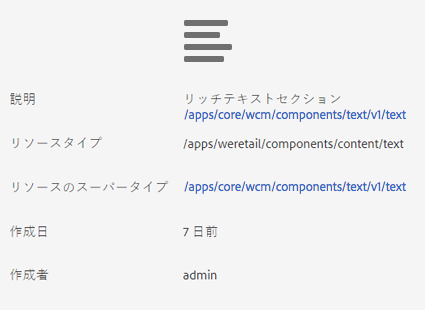 説明 リッチテキストセクション
/apps/core/wcm/components/text/v1/text
リソースタイプ /apps/weretail/components/content/text
リソースのスーパータイプ /apps/core/wcm/components/text/v1/text
作成日 7 日前
作成者 admin